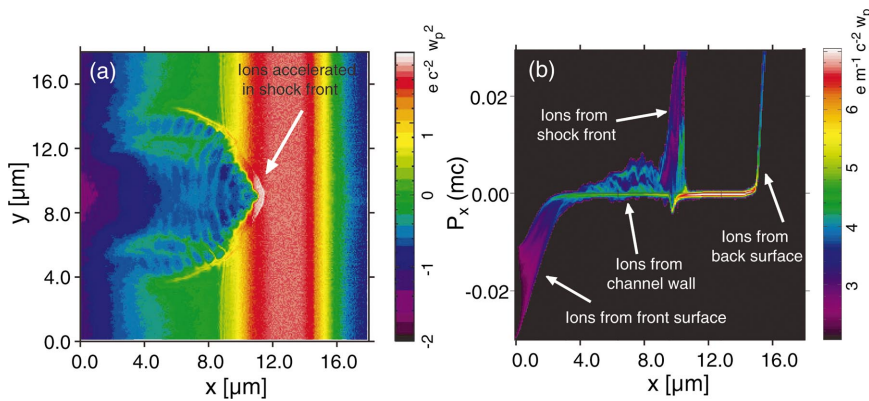 (a)
Ions accelerated
in shock front
16.0
12.0
8.0
4.0
0.0
y [μm]
0.0 4.0 8.0 12.0 16.0
x [μm]
e c⁻² wₚ²
1
0
-1
-2
(b)
Ions from
shock front
Ions from
channel wall
Ions from
back surface
Ions from front surface
0.02
0.00
-0.02
Pₓ (mc)
0.0 4.0 8.0 12.0 16.0
x [μm]
e m⁻¹ c⁻² wₚ
6
5
4
3